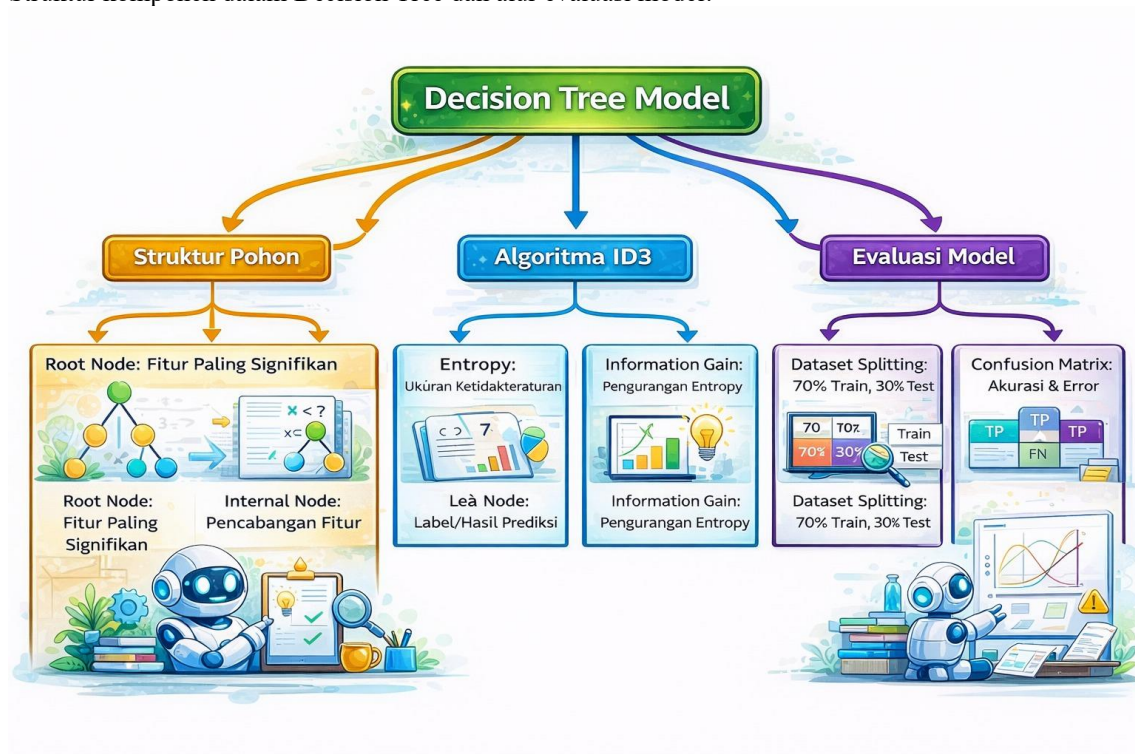 Decision Tree Model
Struktur Pohon
Algoritma ID3
Evaluasi Model
Root Node: Fitur Paling Signifikan
x < ?
x⊂
Root Node:
Fitur Paling
Signifikan
Internal Node:
Pencabangan Fitur
Entropy:
Ukúran Ketidakteraturan
7
Leà Node:
Label/Hasil Prediksi
Information Gain:
Pengurangan Entropy
Information Gain:
Pengurangan Entropy
Dataset Splitting:
70% Train, 30% Test
70 T0%
70% 30%
Train
Test
Dataset Splitting:
70% Train, 30% Test
Confusion Matrix:
Akurasi & Error
TP TP TP
FN